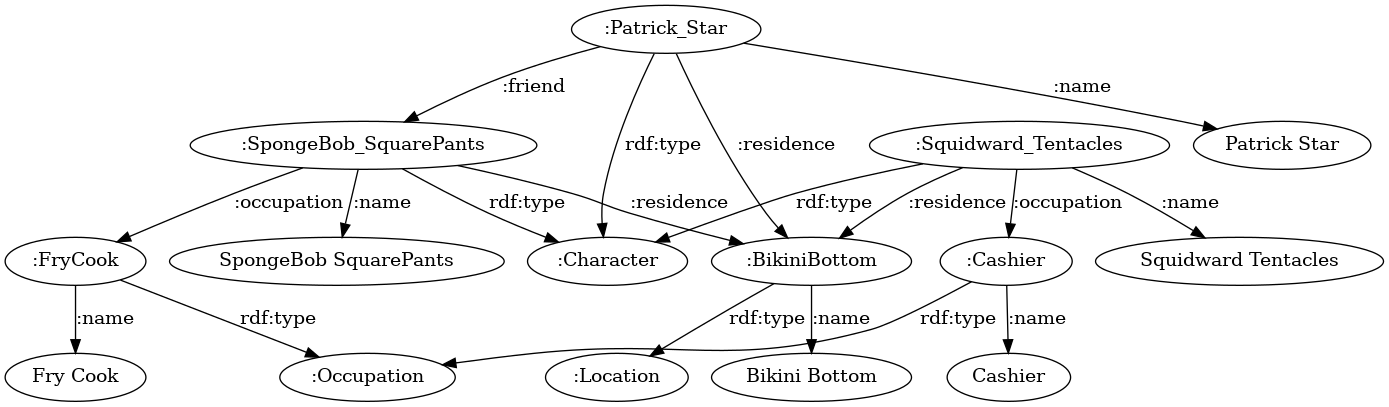 :Patrick_Star
:friend
:name
:SpongeBob_SquarePants
rdf:type
:residence
:Squidward_Tentacles
Patrick Star
:occupation
:name
rdf:type
:residence
rdf:type
:residence
:occupation
:name
:FryCook
SpongeBob SquarePants
:Character
:BikiniBottom
:Cashier
Squidward Tentacles
:name
rdf:type
rdf:type
:name
rdf:type
:name
Fry Cook
:Occupation
:Location
Bikini Bottom
Cashier